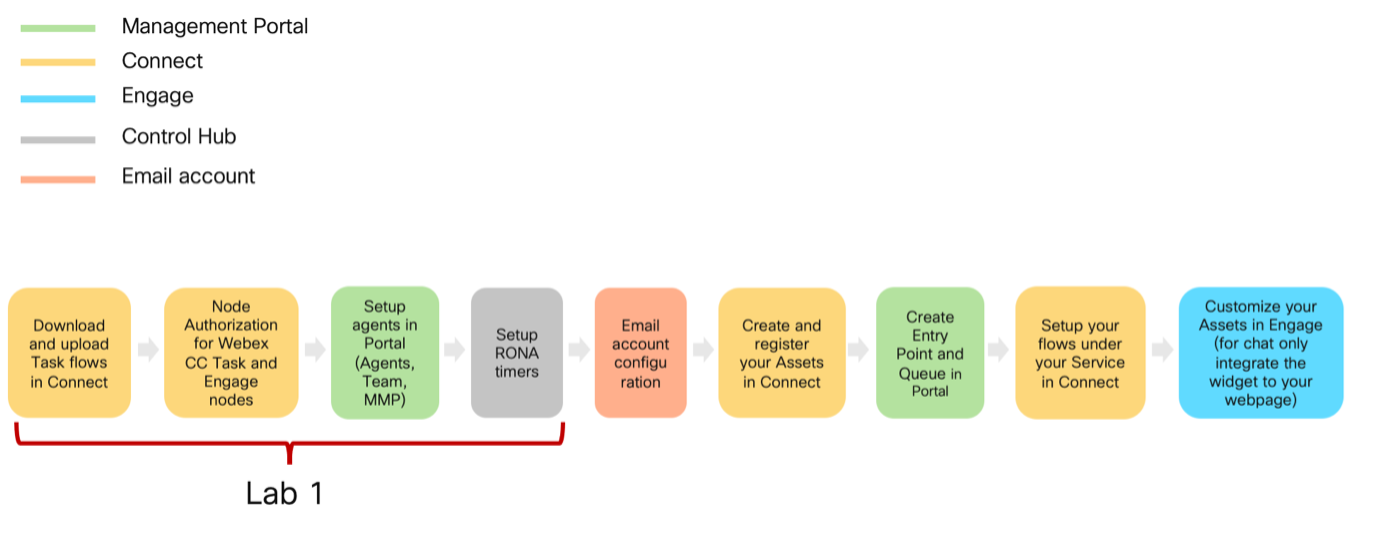 Management Portal
Connect
Engage
Control Hub
Email account
Download
and upload
Task flows
in Connect
Node
Authorization
for Webex
CC Task and
Engage
nodes
Setup
agents in
Portal
(Agents,
Team,
MMP)
Setup
RONA
timers
Email
account
configu
ration
Create and
register
your Assets
in Connect
Create
Entry
Point and
Queue in
Portal
Setup your
flows under
your Service
in Connect
Customize your
Assets in Engage
(for chat only
integrate the
widget to your
webpage)
Lab 1